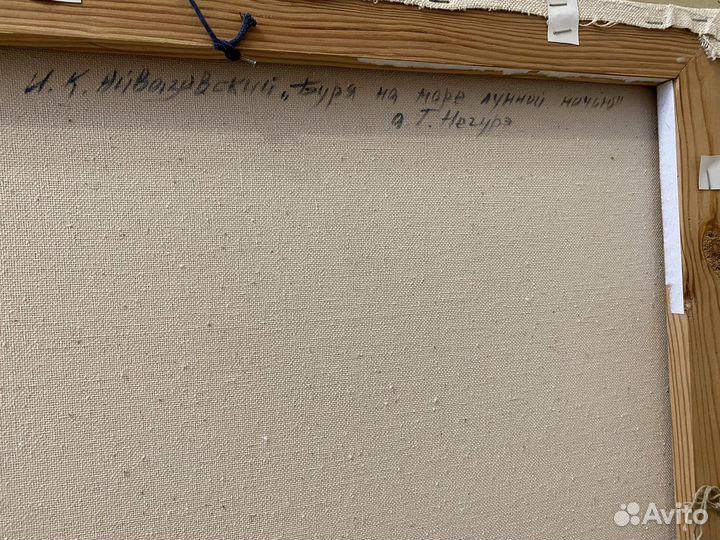 И. К. Айвазовский „Буря на море лунной ночью"
а. Т. Негурэ
Avito